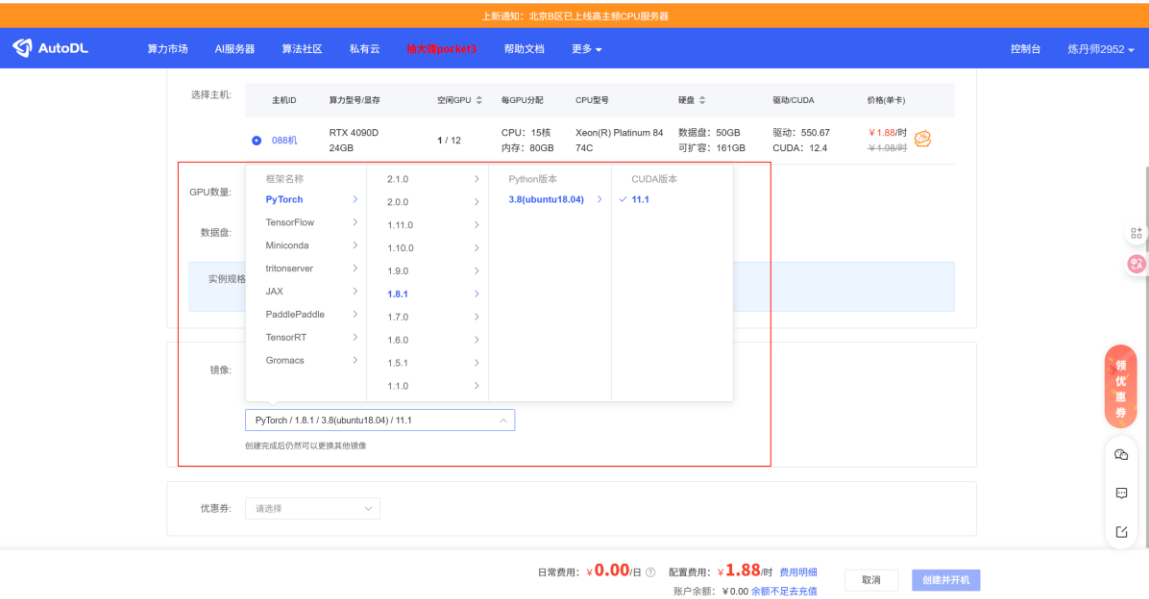 上新通知：北京B区已上线高主频CPU服务器
AutoDL 算力市场 AI服务器 算法社区 私有云 抽大疆pocket3 帮助文档 更多 控制台 炼丹师2952
选择主机: 主机ID 算力型号/显存 空闲GPU 每GPU分配 CPU型号 硬盘 驱动/CUDA 价格(单卡)
088机 RTX 4090D 1 / 12 CPU：15核 Xeon(R) Platinum 84 数据盘：50GB 驱动：550.67 ￥1.88/时
24GB 内存：80GB 74C 可扩容：161GB CUDA：12.4 ￥1.98/时
GPU数量:
数据盘:
实例规格
镜像:
框架名称
PyTorch
TensorFlow
Miniconda
tritonserver
JAX
PaddlePaddle
TensorRT
Gromacs
2.1.0
2.0.0
1.11.0
1.10.0
1.9.0
1.8.1
1.7.0
1.6.0
1.5.1
1.1.0
Python版本
3.8(ubuntu18.04)
CUDA版本
11.1
PyTorch / 1.8.1 / 3.8(ubuntu18.04) / 11.1
创建完成后仍然可以更换其他镜像
优惠券: 请选择
领优惠券
日常费用：￥0.00/日 配置费用：￥1.88/时 费用明细
账户余额：￥0.00 余额不足去充值
取消 创建并开机